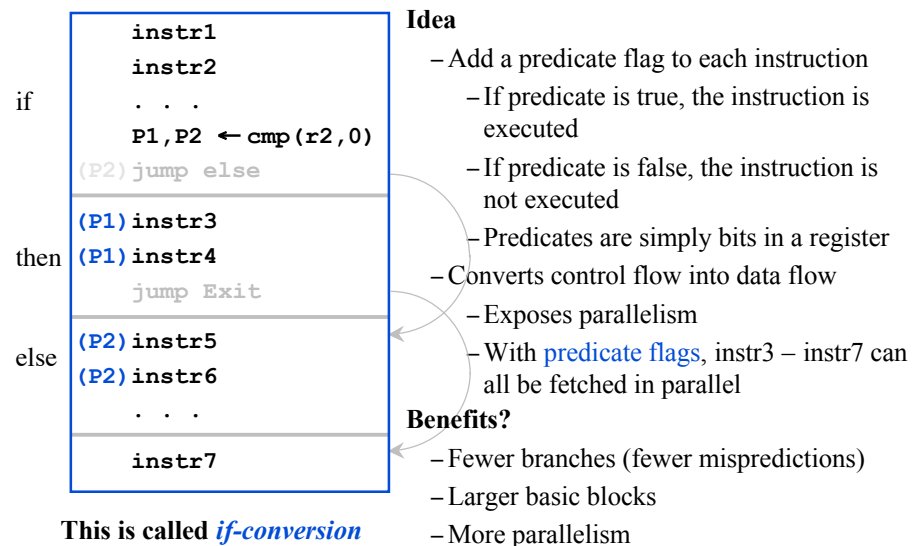 instr1
instr2
. . .
if
P1,P2 ← cmp(r2,0)
(P2) jump else
(P1) instr3
then
(P1) instr4
jump Exit
(P2) instr5
else
(P2) instr6
. . .
instr7
This is called if-conversion
Idea
– Add a predicate flag to each instruction
– If predicate is true, the instruction is
executed
– If predicate is false, the instruction is
not executed
– Predicates are simply bits in a register
– Converts control flow into data flow
– Exposes parallelism
– With predicate flags, instr3 – instr7 can
all be fetched in parallel
Benefits?
– Fewer branches (fewer mispredictions)
– Larger basic blocks
– More parallelism